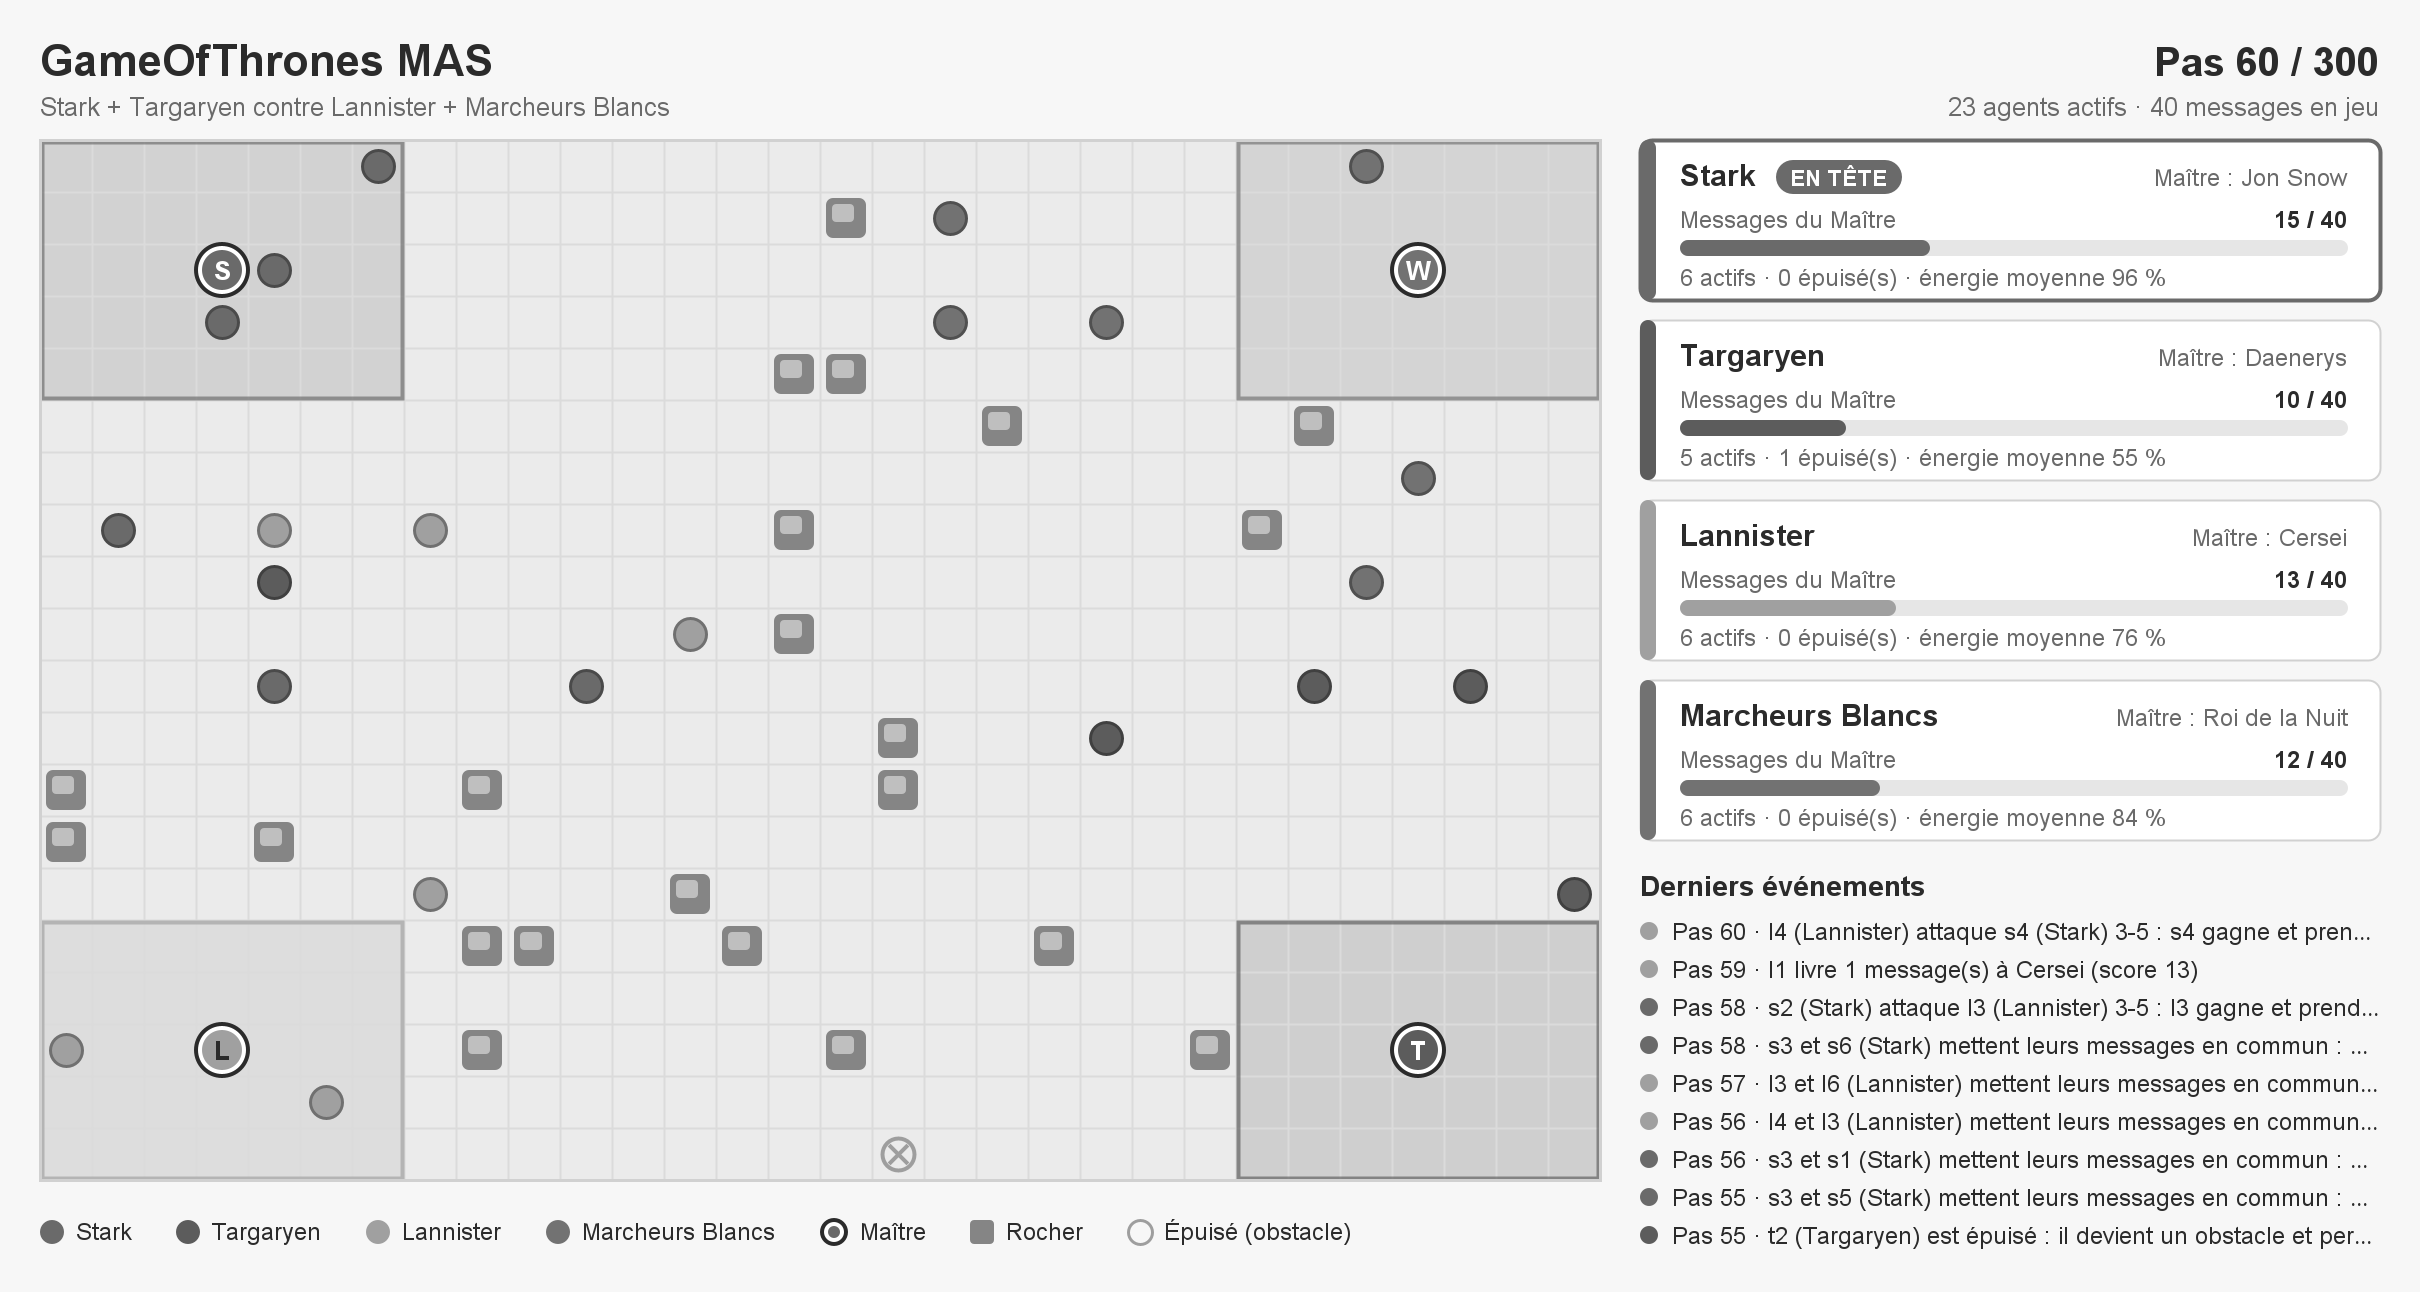 GameOfThrones MAS
Stark + Targaryen contre Lannister + Marcheurs Blancs
Pas 60 / 300
23 agents actifs · 40 messages en jeu
S
W
L
T
Stark
Targaryen
Lannister
Marcheurs Blancs
Maître
Rocher
Épuisé (obstacle)
Stark EN TÊTE Maître : Jon Snow
Messages du Maître 15 / 40
6 actifs · 0 épuisé(s) · énergie moyenne 96 %
Targaryen Maître : Daenerys
Messages du Maître 10 / 40
5 actifs · 1 épuisé(s) · énergie moyenne 55 %
Lannister Maître : Cersei
Messages du Maître 13 / 40
6 actifs · 0 épuisé(s) · énergie moyenne 76 %
Marcheurs Blancs Maître : Roi de la Nuit
Messages du Maître 12 / 40
6 actifs · 0 épuisé(s) · énergie moyenne 84 %
Derniers événements
Pas 60 · l4 (Lannister) attaque s4 (Stark) 3-5 : s4 gagne et pren...
Pas 59 · l1 livre 1 message(s) à Cersei (score 13)
Pas 58 · s2 (Stark) attaque l3 (Lannister) 3-5 : l3 gagne et prend...
Pas 58 · s3 et s6 (Stark) mettent leurs messages en commun : ...
Pas 57 · l3 et l6 (Lannister) mettent leurs messages en commun...
Pas 56 · l4 et l3 (Lannister) mettent leurs messages en commun...
Pas 56 · s3 et s1 (Stark) mettent leurs messages en commun : ...
Pas 55 · s3 et s5 (Stark) mettent leurs messages en commun : ...
Pas 55 · t2 (Targaryen) est épuisé : il devient un obstacle et per...